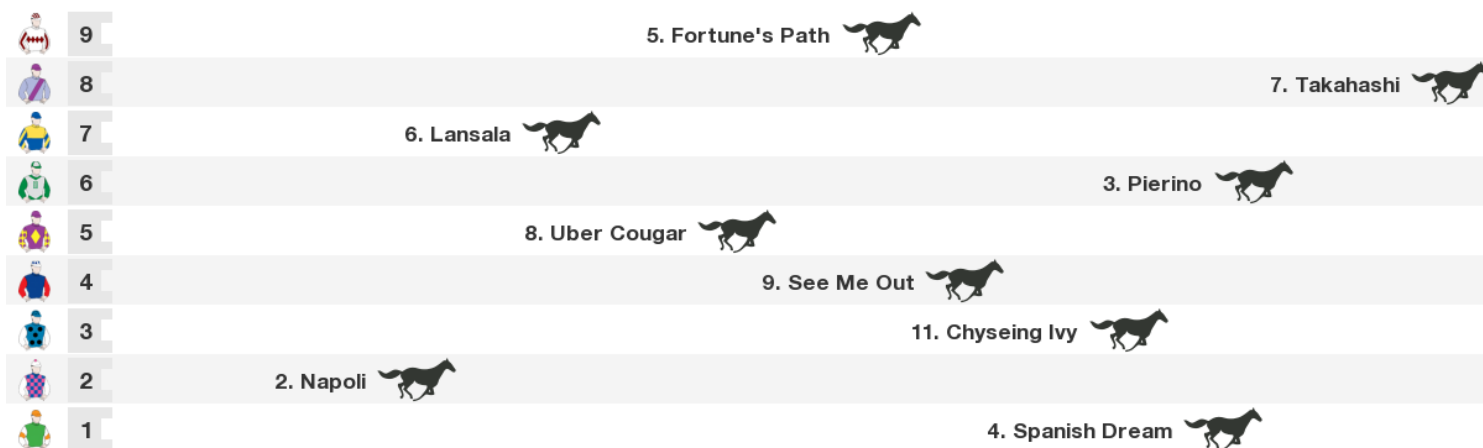 9 5. Fortune's Path
8 7. Takahashi
7 6. Lansala
6 3. Pierino
5 8. Uber Cougar
4 9. See Me Out
3 11. Chyseing Ivy
2 2. Napoli
1 4. Spanish Dream